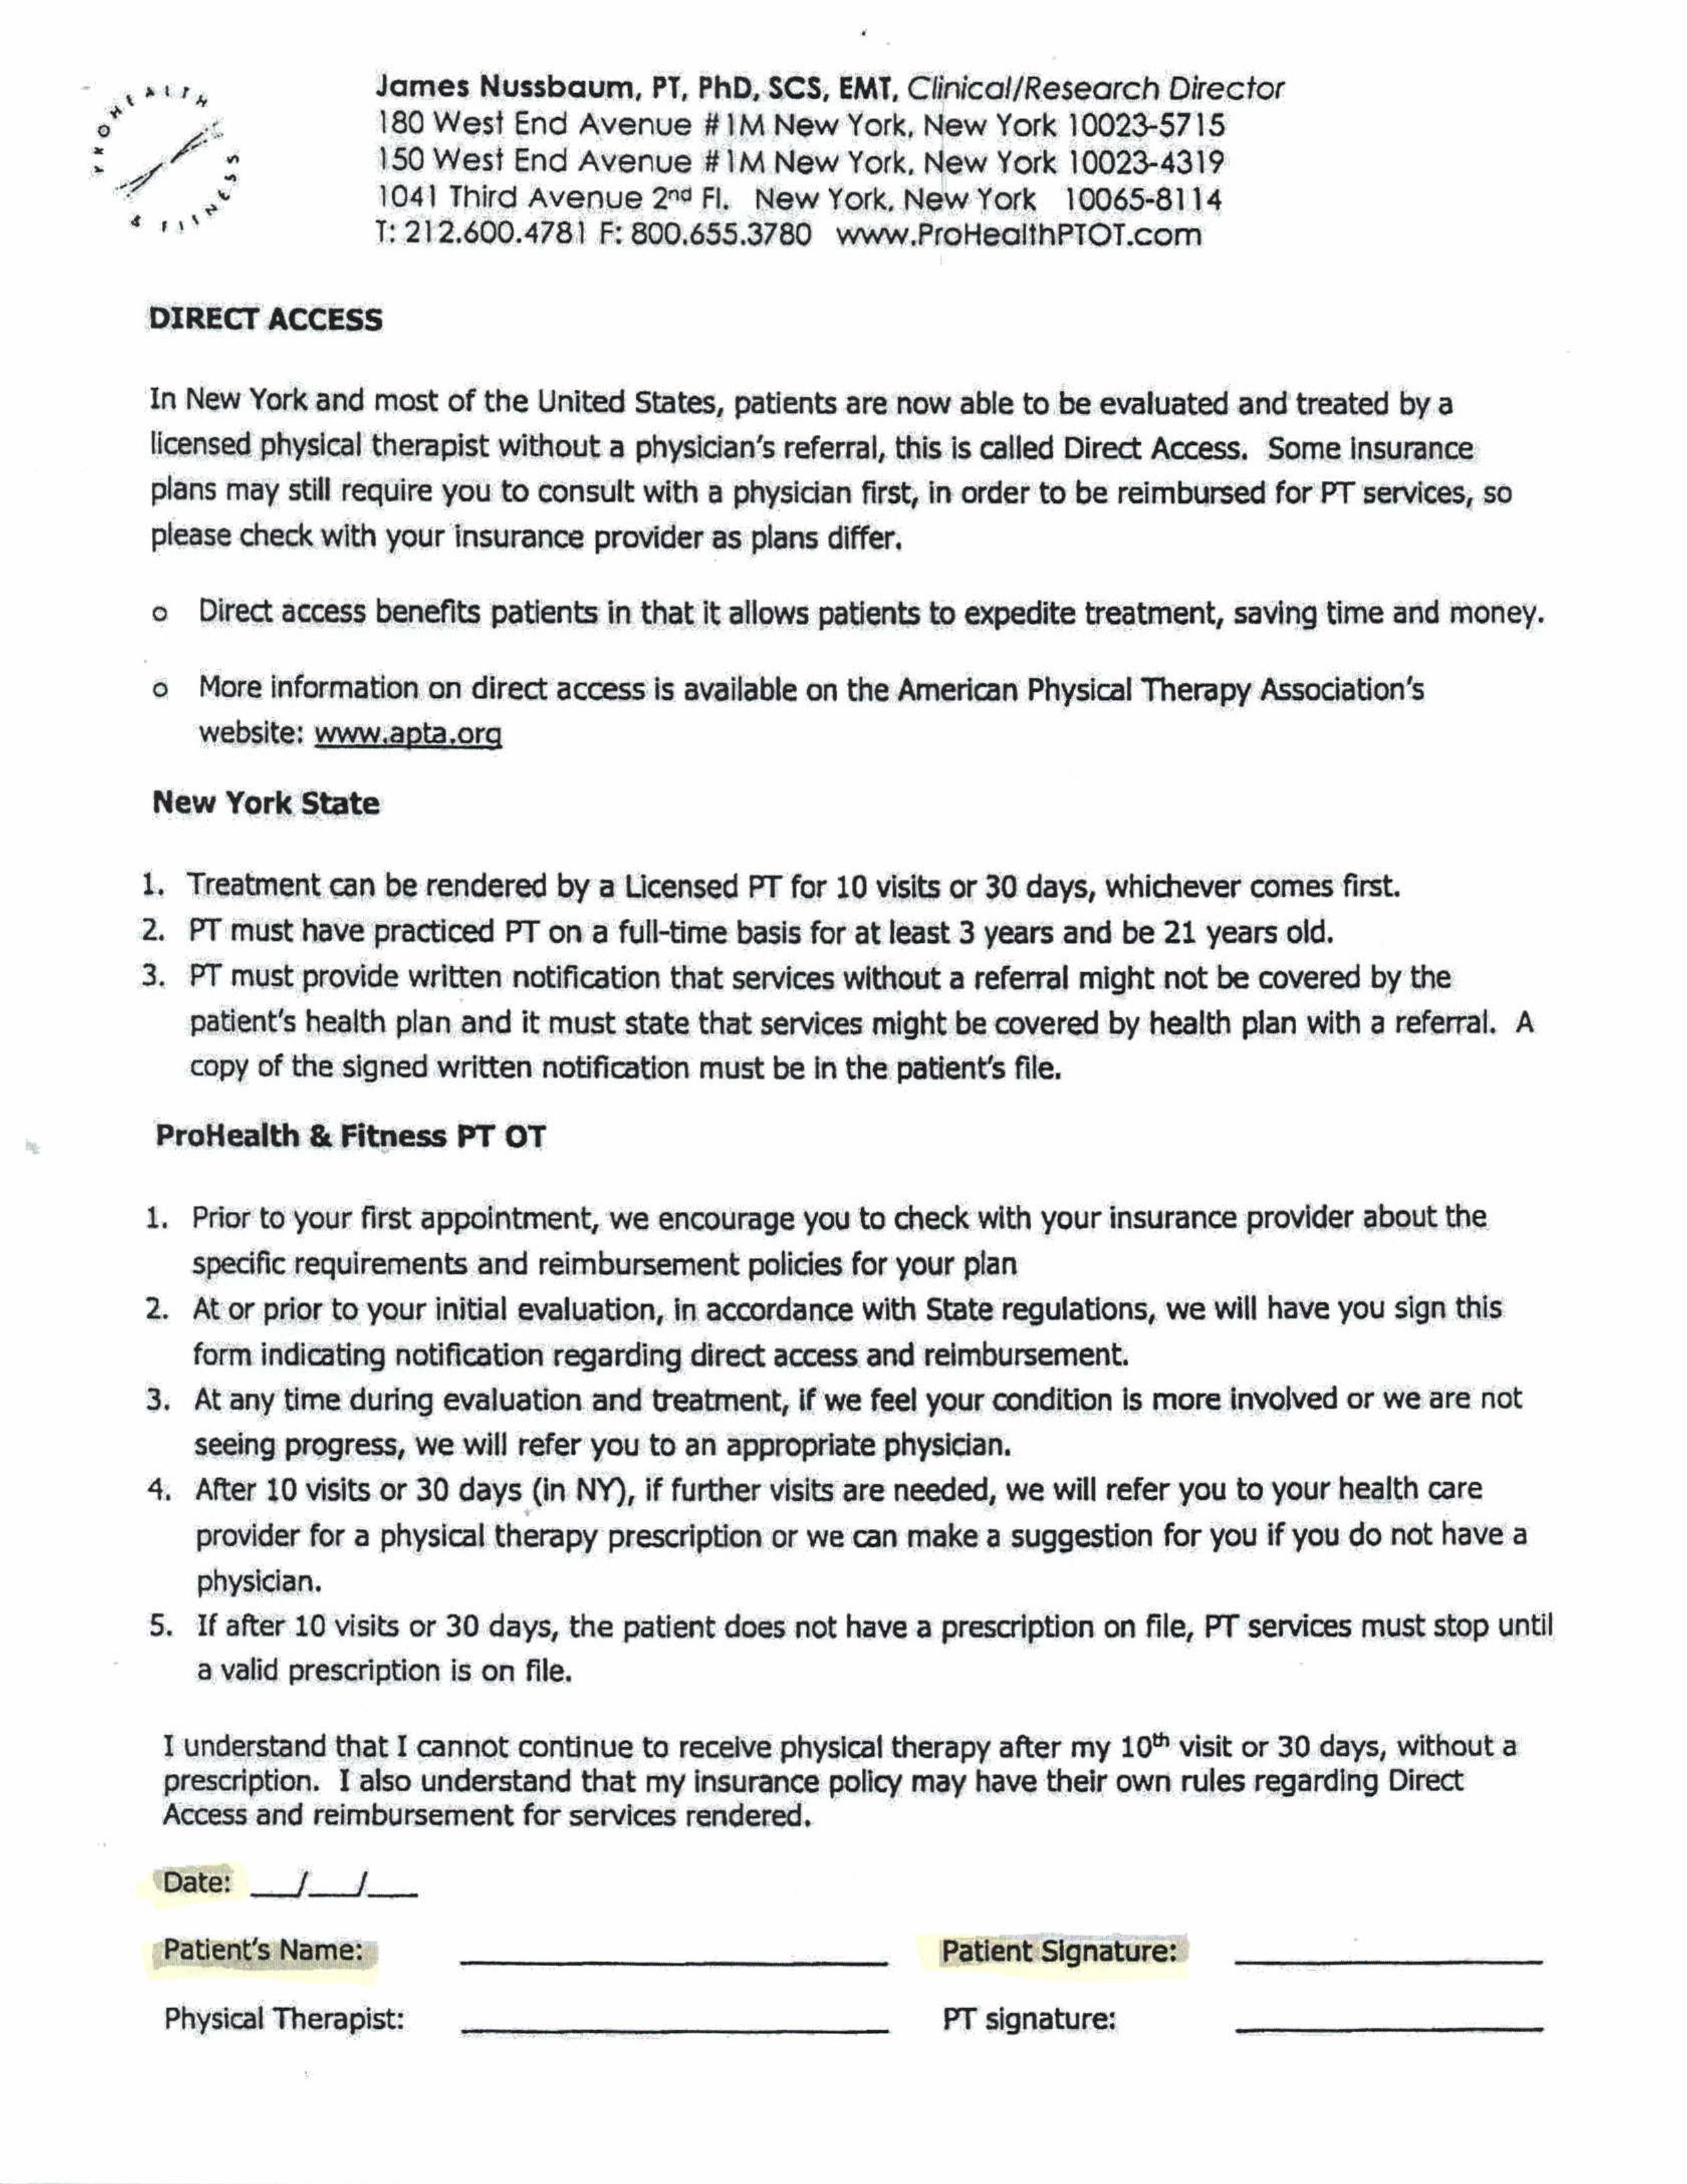 PROHEALTH
& FITNESS
James Nussbaum, PT, PhD, SCS, EMT, Clinical/Research Director
180 West End Avenue #1M New York, New York 10023-5715
150 West End Avenue #1M New York, New York 10023-4319
1041 Third Avenue 2nd Fl. New York, New York 10065-8114
T: 212.600.4781 F: 800.655.3780 www.ProHealthPTOT.com
DIRECT ACCESS
In New York and most of the United States, patients are now able to be evaluated and treated by a
licensed physical therapist without a physician's referral, this is called Direct Access. Some insurance
plans may still require you to consult with a physician first, in order to be reimbursed for PT services, so
please check with your insurance provider as plans differ.
o Direct access benefits patients in that it allows patients to expedite treatment, saving time and money.
o More information on direct access is available on the American Physical Therapy Association's
website: www.apta.org
New York State
1. Treatment can be rendered by a Licensed PT for 10 visits or 30 days, whichever comes first.
2. PT must have practiced PT on a full-time basis for at least 3 years and be 21 years old.
3. PT must provide written notification that services without a referral might not be covered by the
patient's health plan and it must state that services might be covered by health plan with a referral. A
copy of the signed written notification must be in the patient's file.
ProHealth & Fitness PT OT
1. Prior to your first appointment, we encourage you to check with your insurance provider about the
specific requirements and reimbursement policies for your plan
2. At or prior to your initial evaluation, in accordance with State regulations, we will have you sign this
form indicating notification regarding direct access and reimbursement.
3. At any time during evaluation and treatment, if we feel your condition is more involved or we are not
seeing progress, we will refer you to an appropriate physician.
4. After 10 visits or 30 days (in NY), if further visits are needed, we will refer you to your health care
provider for a physical therapy prescription or we can make a suggestion for you if you do not have a
physician.
5. If after 10 visits or 30 days, the patient does not have a prescription on file, PT services must stop until
a valid prescription is on file.
I understand that I cannot continue to receive physical therapy after my 10th visit or 30 days, without a
prescription. I also understand that my insurance policy may have their own rules regarding Direct
Access and reimbursement for services rendered.
Date: __/__/__
Patient's Name: ____________ Patient Signature: ____________
Physical Therapist: ____________ PT signature: ____________